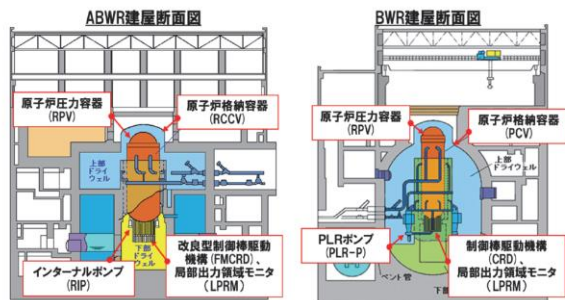 ABWR建屋断面図
原子炉圧力容器
(RPV)
原子炉格納容器
(RCCV)
上部
ドライ
ウェル
下部
ドライ
ウェル
インターナルポンプ
(RIP)
改良型制御棒駆動
機構(FMCRD)、
局部出力領域モニタ
(LPRM)
BWR建屋断面図
原子炉圧力容器
(RPV)
原子炉格納容器
(PCV)
上部
ドライウェル
PLRポンプ
(PLR-P)
ベント管
下部
制御棒駆動機構
(CRD)、
局部出力領域モニタ
(LPRM)